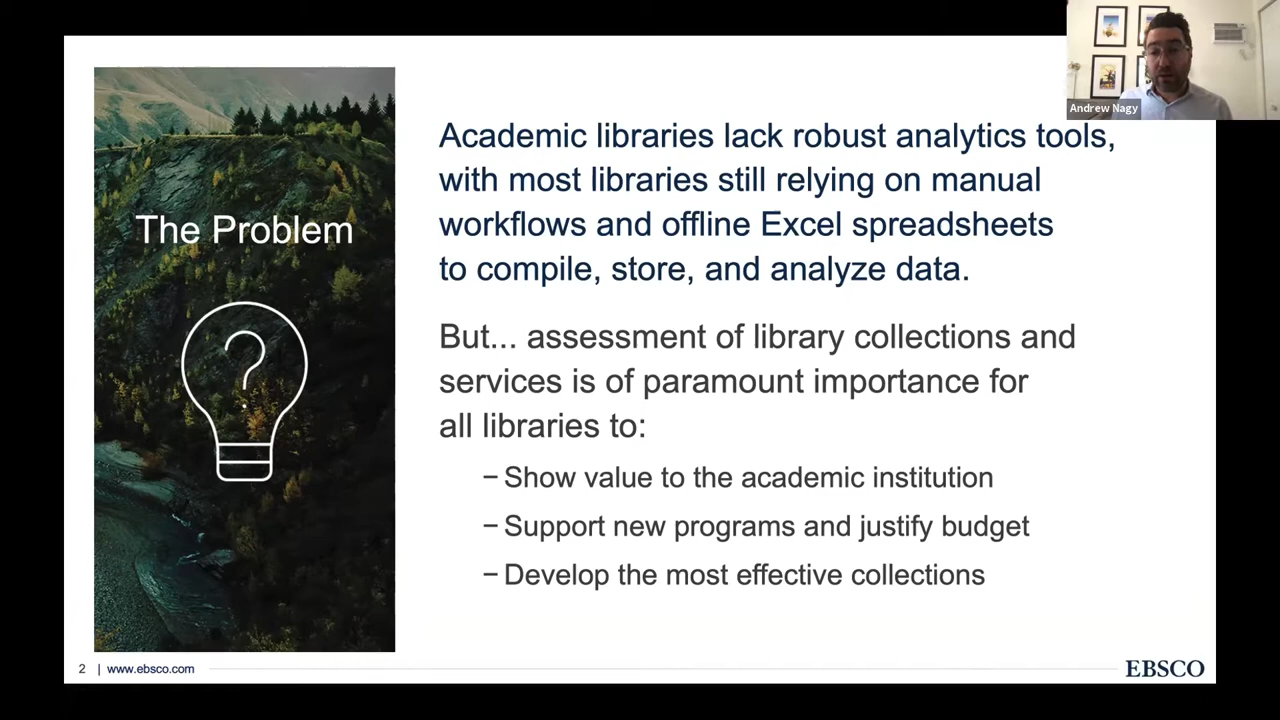 Andrew Nagy
The Problem
?
Academic libraries lack robust analytics tools,
with most libraries still relying on manual
workflows and offline Excel spreadsheets
to compile, store, and analyze data.
But... assessment of library collections and
services is of paramount importance for
all libraries to:
– Show value to the academic institution
– Support new programs and justify budget
– Develop the most effective collections
2 | www.ebsco.com
EBSCO